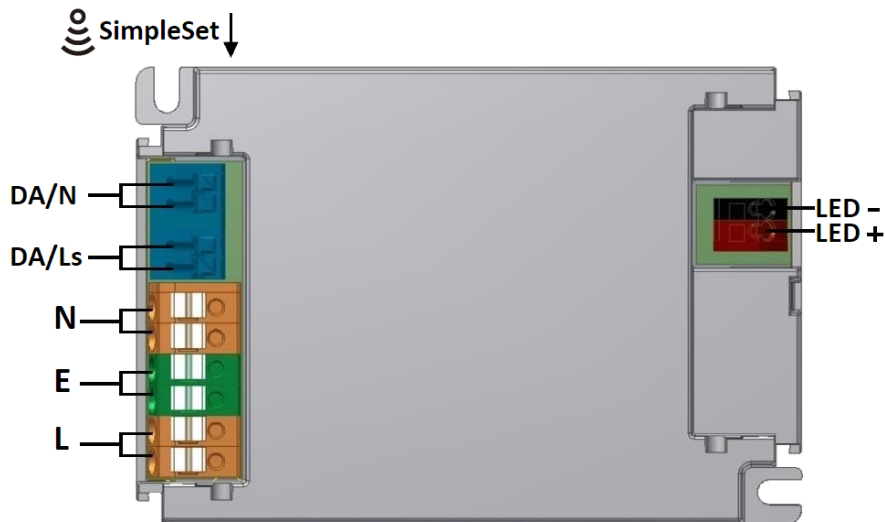 SimpleSet
DA/N
DA/Ls
N
E
L
LED -
LED +